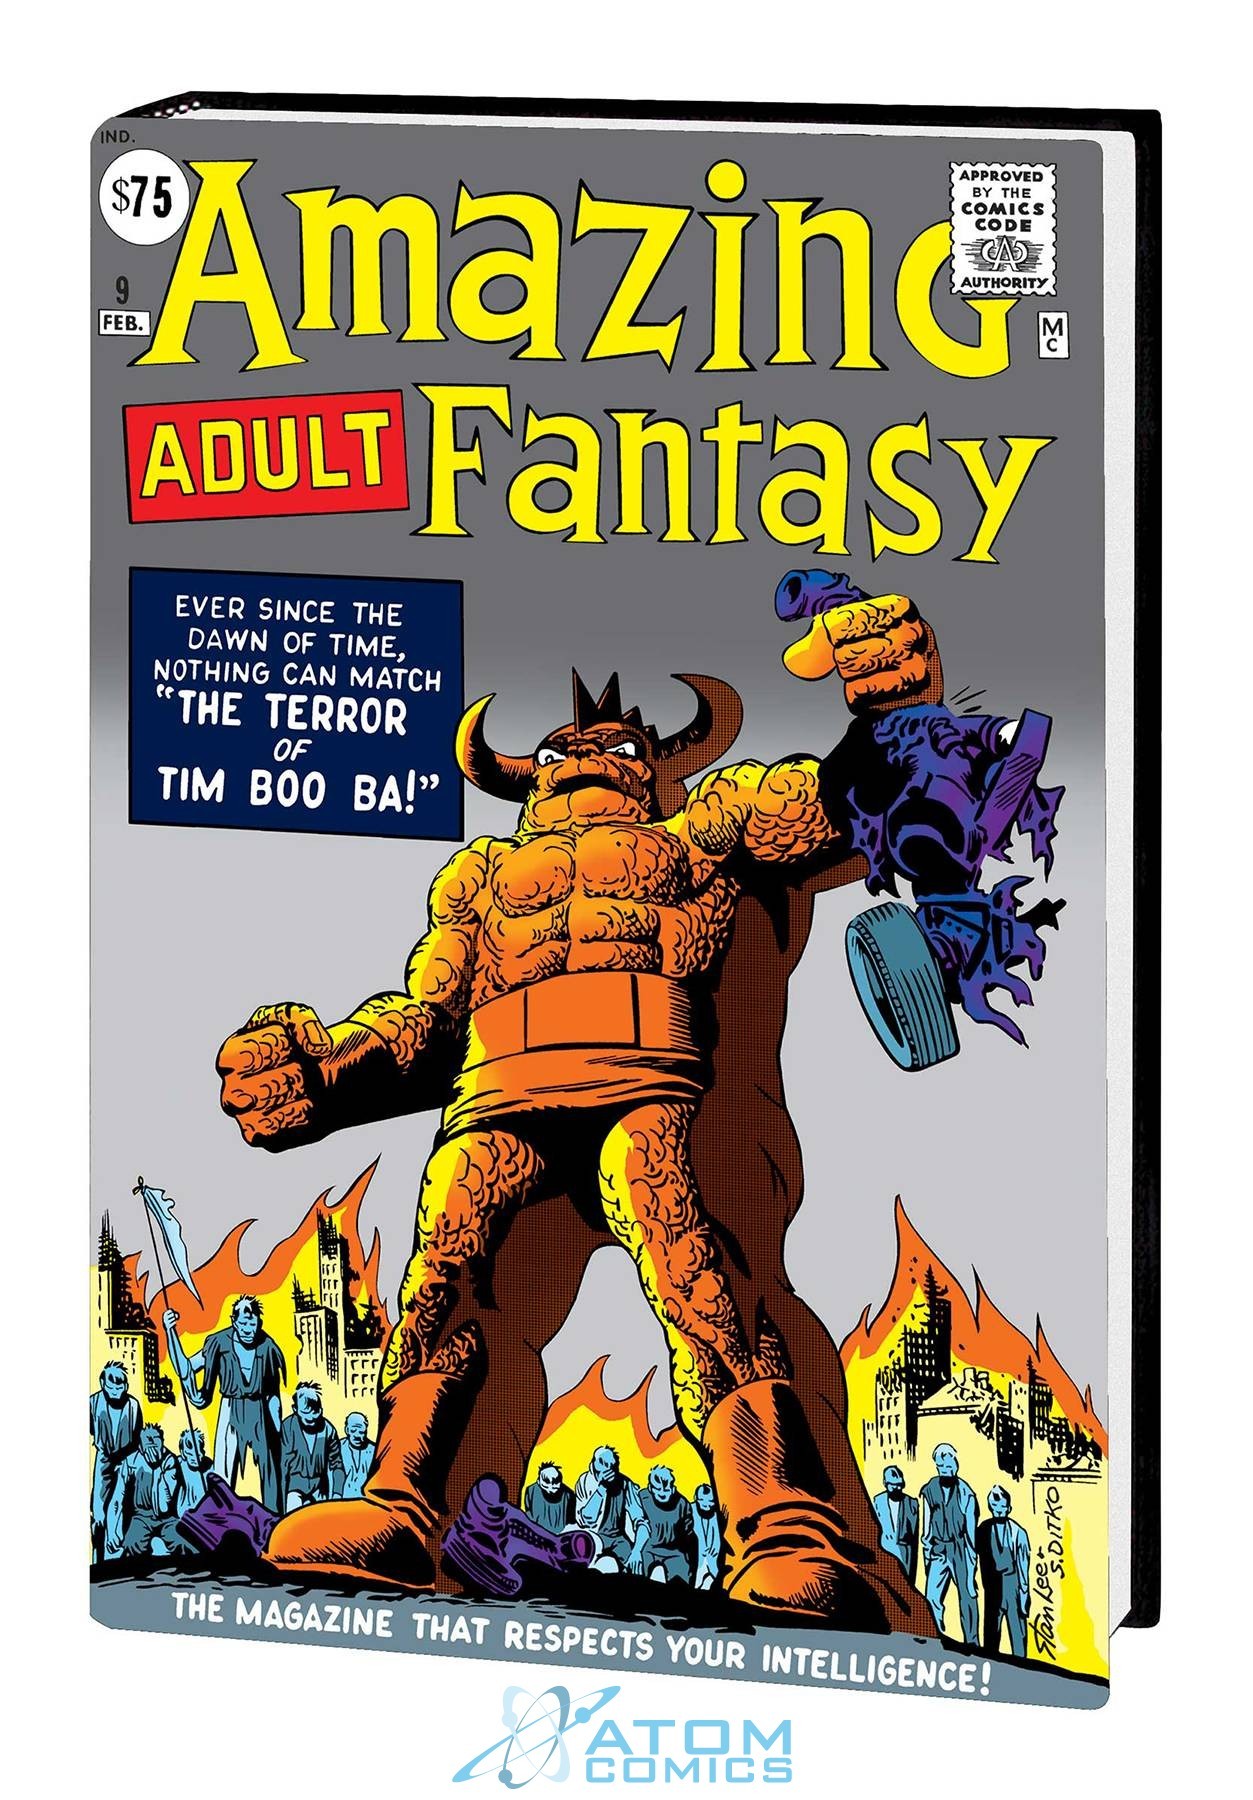 IND.
$75
9
FEB.
Amazing
ADULT Fantasy
APPROVED
BY THE
COMICS
CODE
CA
AUTHORITY
M
C
EVER SINCE THE
DAWN OF TIME,
NOTHING CAN MATCH
"THE TERROR
OF
TIM BOO BA!"
Stan Lee +
S. DITKO
THE MAGAZINE THAT RESPECTS YOUR INTELLIGENCE!
ATOM
COMICS